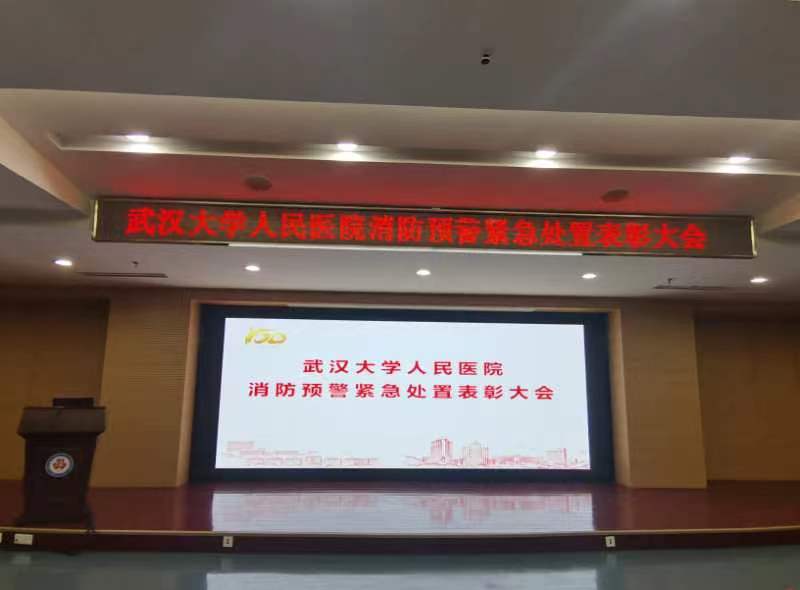 武汉大学人民医院消防预警紧急处置表彰大会
武汉大学人民医院
消防预警紧急处置表彰大会